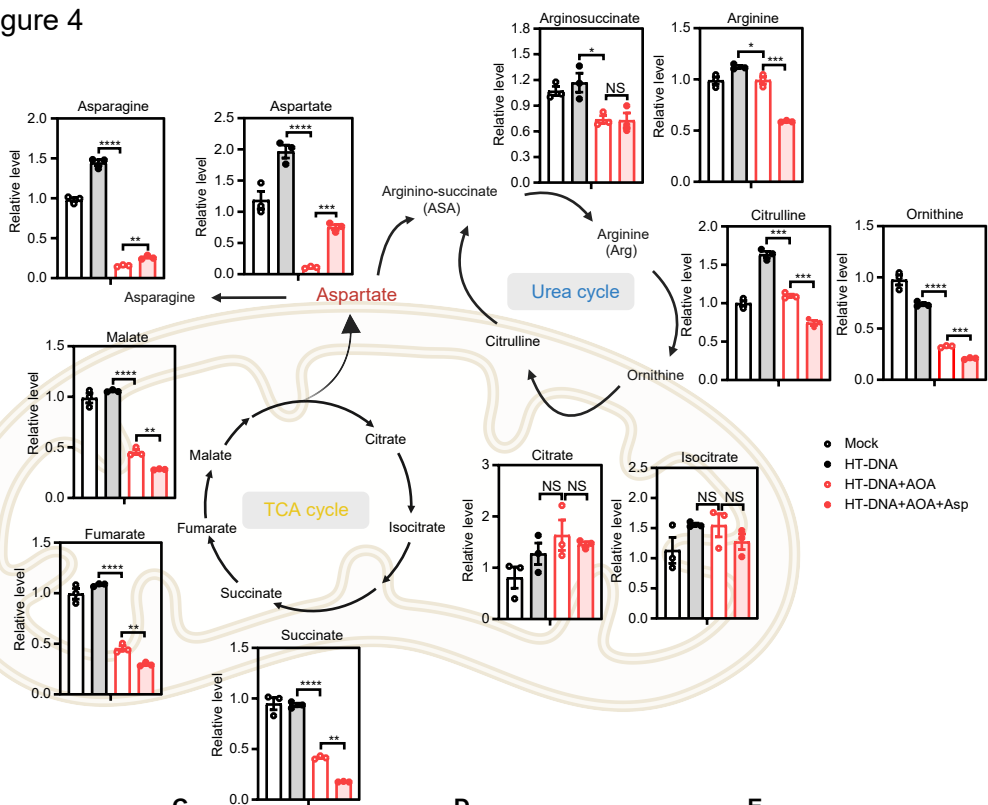 gure 4
Arginosuccinate
Relative level
1.8
1.5
1.2
0.9
0.6
0.3
0.0
*
NS
Arginine
Relative level
1.5
1.0
0.5
0.0
*
***
Asparagine
Relative level
2.0
1.5
1.0
0.5
0.0
****
**
Aspartate
Relative level
2.5
2.0
1.5
1.0
0.5
0.0
****
***
Arginino-succinate
(ASA)
Arginine
(Arg)
Citrulline
Relative level
2.0
1.5
1.0
0.5
0.0
***
***
Ornithine
Relative level
1.5
1.0
0.5
0.0
****
***
Asparagine
Aspartate
Urea cycle
Citrulline
Ornithine
Malate
Relative level
1.5
1.0
0.5
0.0
****
**
Malate
Citrate
TCA cycle
Fumarate
Isocitrate
Succinate
Citrate
Relative level
3
2
1
0
NS
NS
Isocitrate
Relative level
2.5
2.0
1.5
1.0
0.5
0.0
NS
NS
Mock
HT-DNA
HT-DNA+AOA
HT-DNA+AOA+Asp
Fumarate
Relative level
1.5
1.0
0.5
0.0
****
**
Succinate
Relative level
1.5
1.0
0.5
0.0
****
**